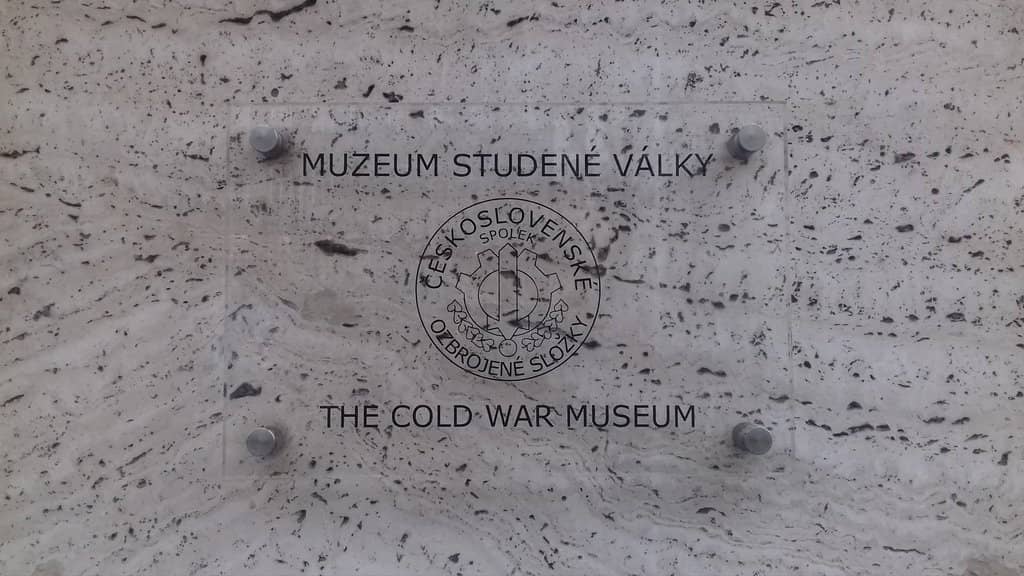 MUZEUM STUDENÉ VÁLKY
ČESKOSLOVENSKÉ
SPOLEK
OZBROJENÉ SLOŽKY
THE COLD WAR MUSEUM